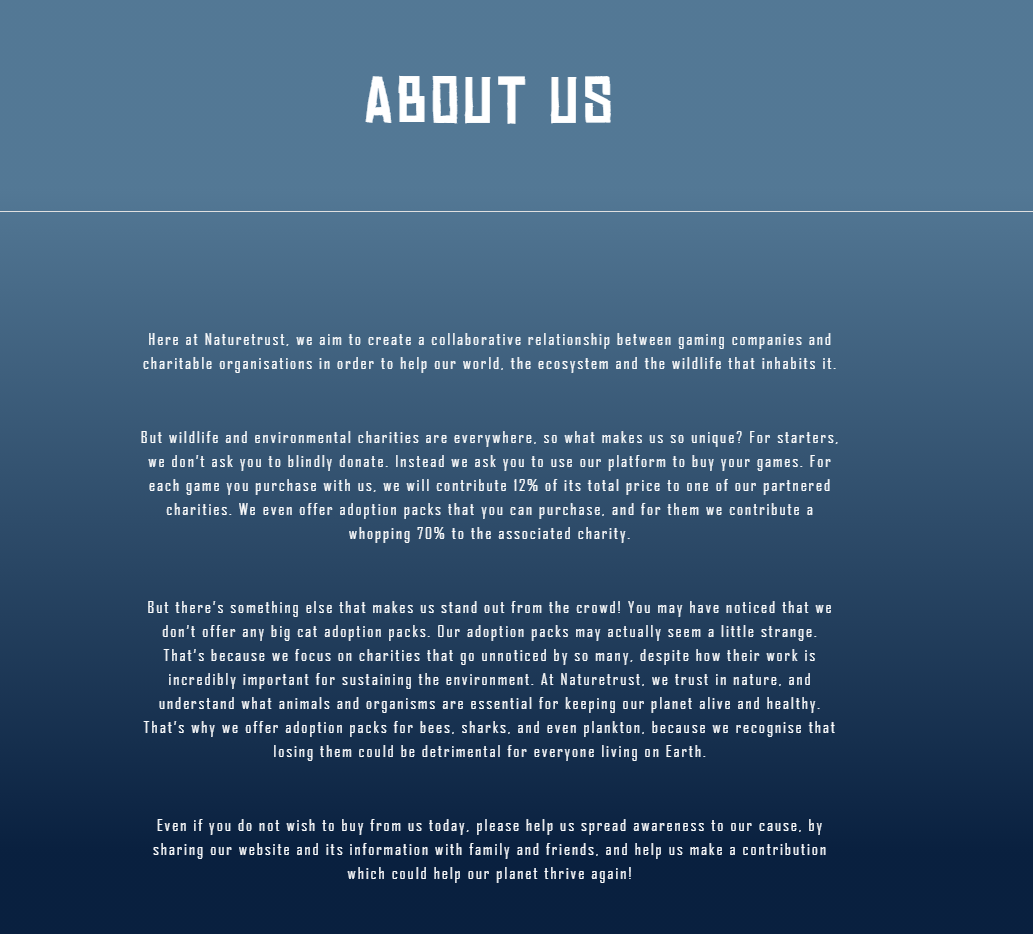 ABOUT US
Here at Naturetrust, we aim to create a collaborative relationship between gaming companies and
charitable organisations in order to help our world, the ecosystem and the wildlife that inhabits it.
But wildlife and environmental charities are everywhere, so what makes us so unique? For starters,
we don't ask you to blindly donate. Instead we ask you to use our platform to buy your games. For
each game you purchase with us, we will contribute 12% of its total price to one of our partnered
charities. We even offer adoption packs that you can purchase, and for them we contribute a
whopping 70% to the associated charity.
But there's something else that makes us stand out from the crowd! You may have noticed that we
don't offer any big cat adoption packs. Our adoption packs may actually seem a little strange.
That's because we focus on charities that go unnoticed by so many, despite how their work is
incredibly important for sustaining the environment. At Naturetrust, we trust in nature, and
understand what animals and organisms are essential for keeping our planet alive and healthy.
That's why we offer adoption packs for bees, sharks, and even plankton, because we recognise that
losing them could be detrimental for everyone living on Earth.
Even if you do not wish to buy from us today, please help us spread awareness to our cause, by
sharing our website and its information with family and friends, and help us make a contribution
which could help our planet thrive again!